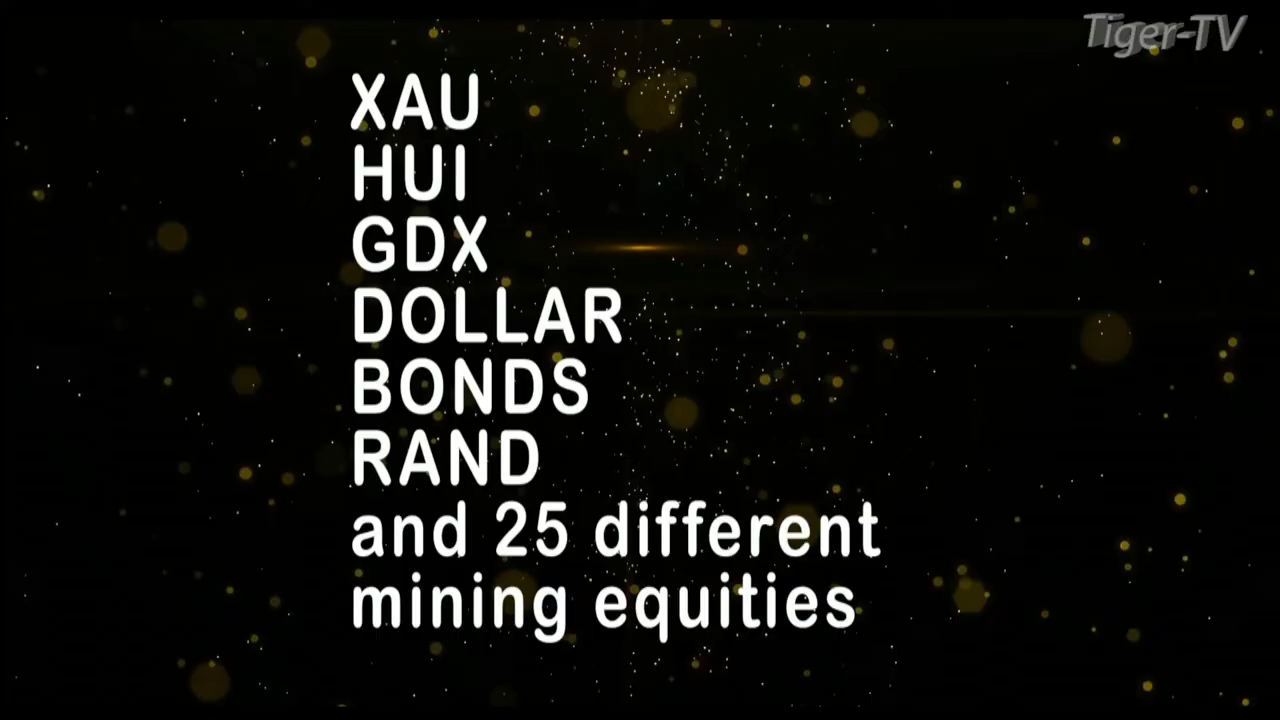 Tiger-TV
XAU
HUI
GDX
DOLLAR
BONDS
RAND
and 25 different
mining equities